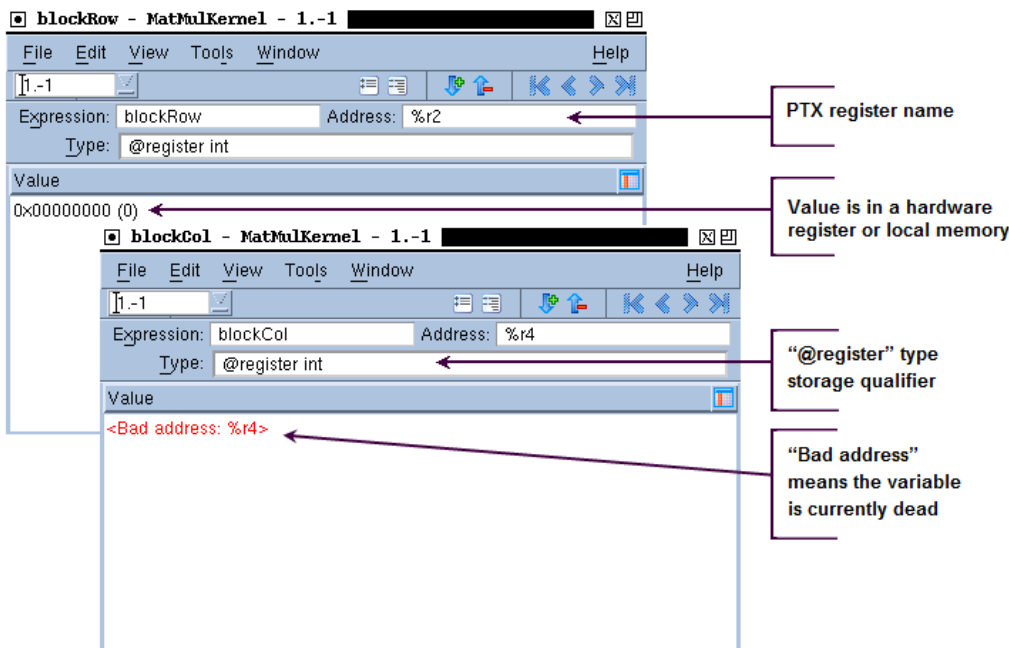 blockRow - MatMulKernel - 1.-1
File Edit View Tools Window Help
1.-1
Expression: blockRow Address: %r2
Type: @register int
Value
0x00000000 (0)
blockCol - MatMulKernel - 1.-1
File Edit View Tools Window Help
1.-1
Expression: blockCol Address: %r4
Type: @register int
Value
<Bad address: %r4>
PTX register name
Value is in a hardware
register or local memory
“@register” type
storage qualifier
“Bad address”
means the variable
is currently dead